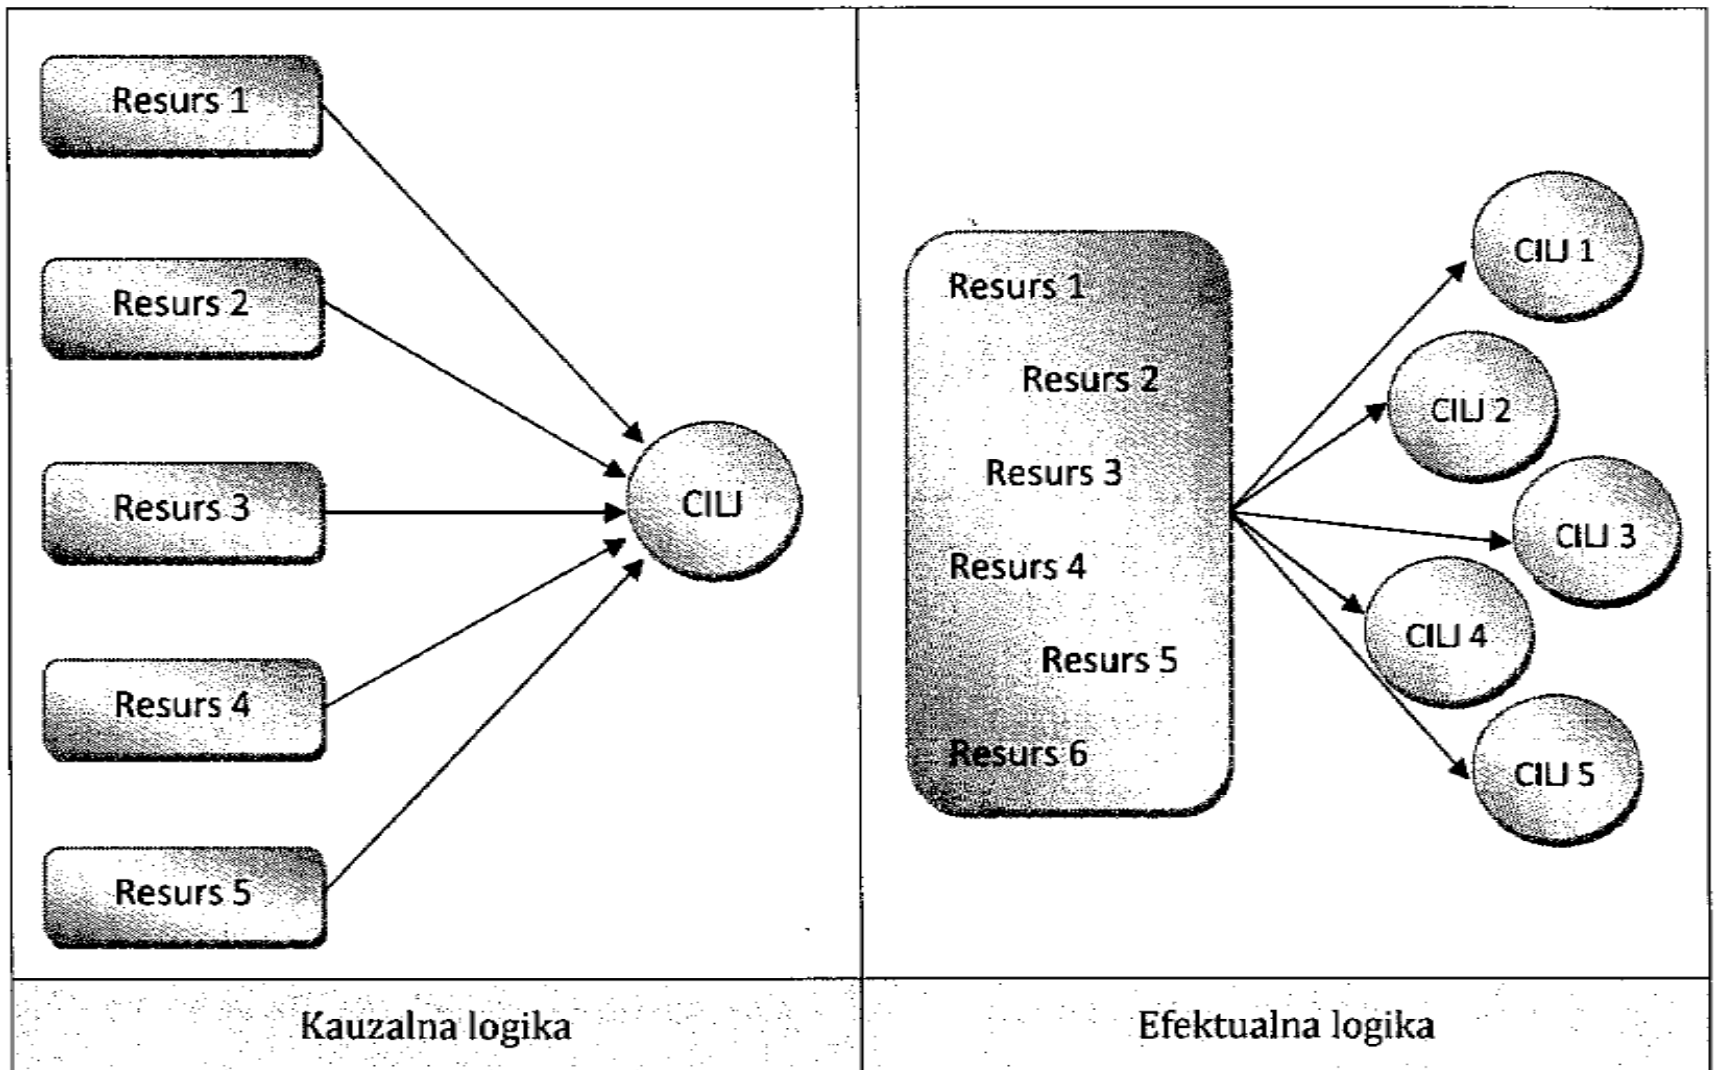 Resurs 1
Resurs 2
Resurs 3
Resurs 4
Resurs 5
CILJ
Kauzalna logika
Resurs 1
Resurs 2
Resurs 3
Resurs 4
Resurs 5
Resurs 6
CILJ 1
CILJ 2
CILJ 3
CILJ 4
CILJ 5
Efektualna logika